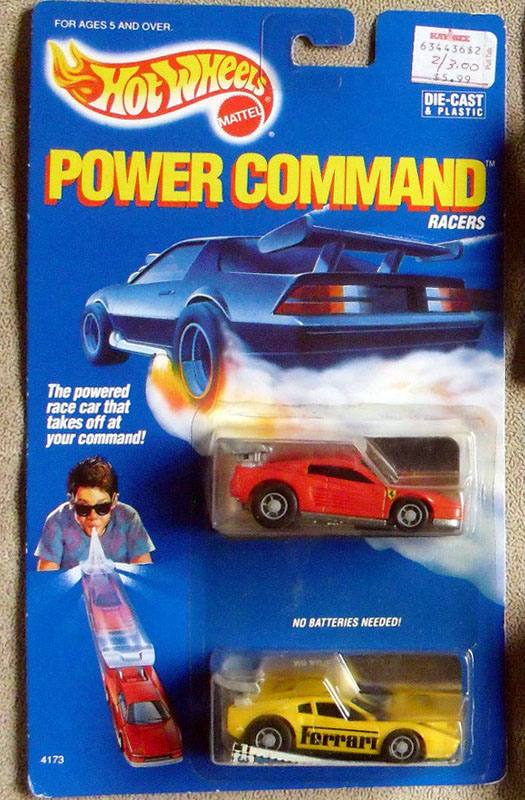 FOR AGES 5 AND OVER.
HOT WHEELS
MATTEL
KAY BEE
63443682
2/3.00
$5.99
DIE-CAST
& PLASTIC
POWER COMMAND™
RACERS
The powered
race car that
takes off at
your command!
NO BATTERIES NEEDED!
Ferrari
4173